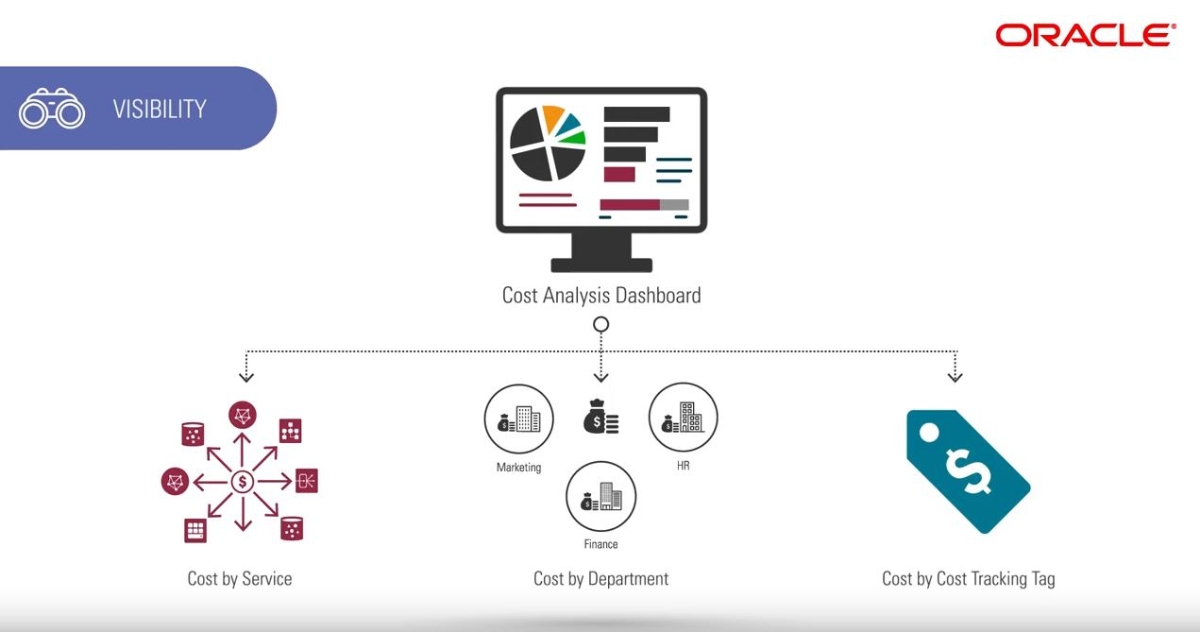 ORACLE®
VISIBILITY
Cost Analysis Dashboard
Marketing
HR
Finance
Cost by Service
Cost by Department
Cost by Cost Tracking Tag